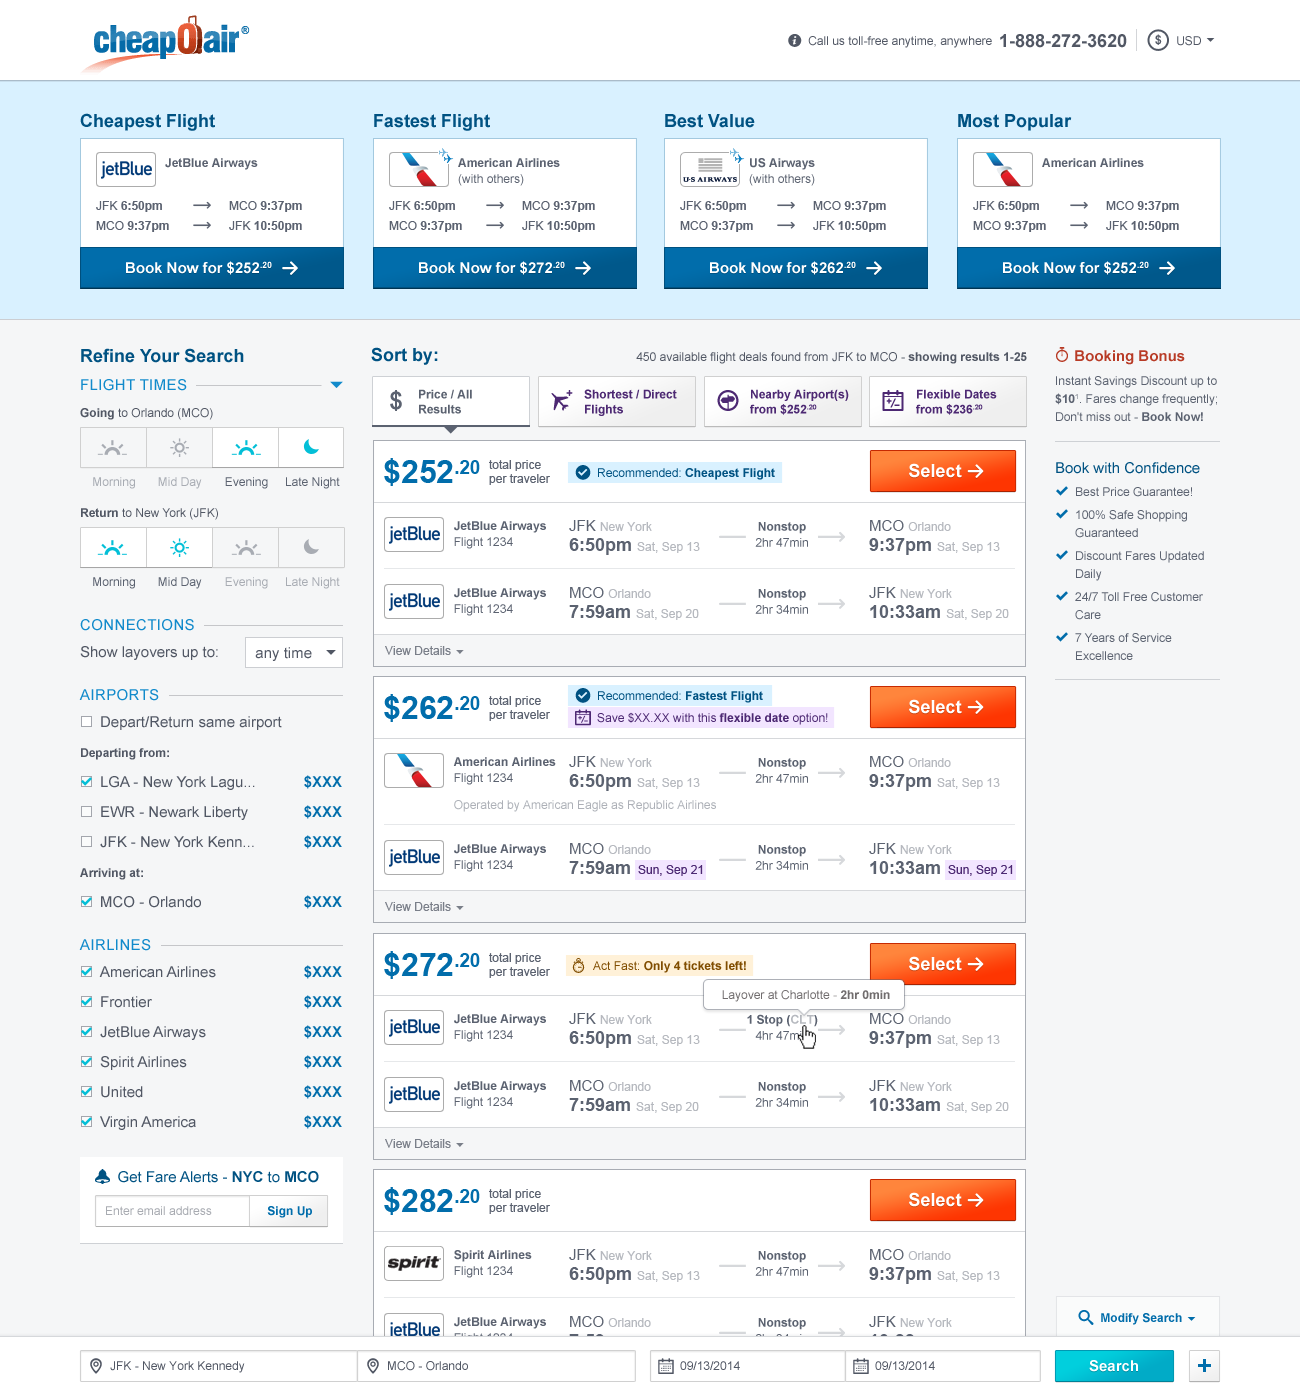 cheapOair®
Call us toll-free anytime, anywhere 1-888-272-3620
USD
Cheapest Flight
jetBlue
JetBlue Airways
JFK 6:50pm → MCO 9:37pm
MCO 9:37pm → JFK 10:50pm
Book Now for $252.20 →
Fastest Flight
American Airlines
(with others)
JFK 6:50pm → MCO 9:37pm
MCO 9:37pm → JFK 10:50pm
Book Now for $272.20 →
Best Value
U·S AIRWAYS
US Airways
(with others)
JFK 6:50pm → MCO 9:37pm
MCO 9:37pm → JFK 10:50pm
Book Now for $262.20 →
Most Popular
American Airlines
JFK 6:50pm → MCO 9:37pm
MCO 9:37pm → JFK 10:50pm
Book Now for $252.20 →
Refine Your Search
FLIGHT TIMES
Going to Orlando (MCO)
Morning Mid Day Evening Late Night
Return to New York (JFK)
Morning Mid Day Evening Late Night
CONNECTIONS
Show layovers up to: any time
AIRPORTS
Depart/Return same airport
Departing from:
LGA - New York Lagu... $XXX
EWR - Newark Liberty $XXX
JFK - New York Kenn... $XXX
Arriving at:
MCO - Orlando $XXX
AIRLINES
American Airlines $XXX
Frontier $XXX
JetBlue Airways $XXX
Spirit Airlines $XXX
United $XXX
Virgin America $XXX
Get Fare Alerts - NYC to MCO
Enter email address Sign Up
Sort by:
450 available flight deals found from JFK to MCO - showing results 1-25
$ Price / All
Results
Shortest / Direct
Flights
Nearby Airport(s)
from $252.20
Flexible Dates
from $236.20
$252.20 total price
per traveler
Recommended: Cheapest Flight
Select →
jetBlue
JetBlue Airways
Flight 1234
JFK New York
6:50pm Sat, Sep 13
Nonstop
2hr 47min
MCO Orlando
9:37pm Sat, Sep 13
jetBlue
JetBlue Airways
Flight 1234
MCO Orlando
7:59am Sat, Sep 20
Nonstop
2hr 34min
JFK New York
10:33am Sat, Sep 20
View Details
$262.20 total price
per traveler
Recommended: Fastest Flight
Save $XX.XX with this flexible date option!
Select →
American Airlines
Flight 1234
JFK New York
6:50pm Sat, Sep 13
Nonstop
2hr 47min
MCO Orlando
9:37pm Sat, Sep 13
Operated by American Eagle as Republic Airlines
jetBlue
JetBlue Airways
Flight 1234
MCO Orlando
7:59am Sun, Sep 21
Nonstop
2hr 34min
JFK New York
10:33am Sun, Sep 21
View Details
$272.20 total price
per traveler
Act Fast: Only 4 tickets left!
Select →
Layover at Charlotte - 2hr 0min
jetBlue
JetBlue Airways
Flight 1234
JFK New York
6:50pm Sat, Sep 13
1 Stop (CLT)
4hr 47m
MCO Orlando
9:37pm Sat, Sep 13
jetBlue
JetBlue Airways
Flight 1234
MCO Orlando
7:59am Sat, Sep 20
Nonstop
2hr 34min
JFK New York
10:33am Sat, Sep 20
View Details
$282.20 total price
per traveler
Select →
spirit
Spirit Airlines
Flight 1234
JFK New York
6:50pm Sat, Sep 13
Nonstop
2hr 47min
MCO Orlando
9:37pm Sat, Sep 13
jetBlue
JetBlue Airways
MCO Orlando
Nonstop
JFK New York
Booking Bonus
Instant Savings Discount up to
$10¹. Fares change frequently;
Don't miss out - Book Now!
Book with Confidence
Best Price Guarantee!
100% Safe Shopping
Guaranteed
Discount Fares Updated
Daily
24/7 Toll Free Customer
Care
7 Years of Service
Excellence
Modify Search
JFK - New York Kennedy
MCO - Orlando
09/13/2014
09/13/2014
Search
+